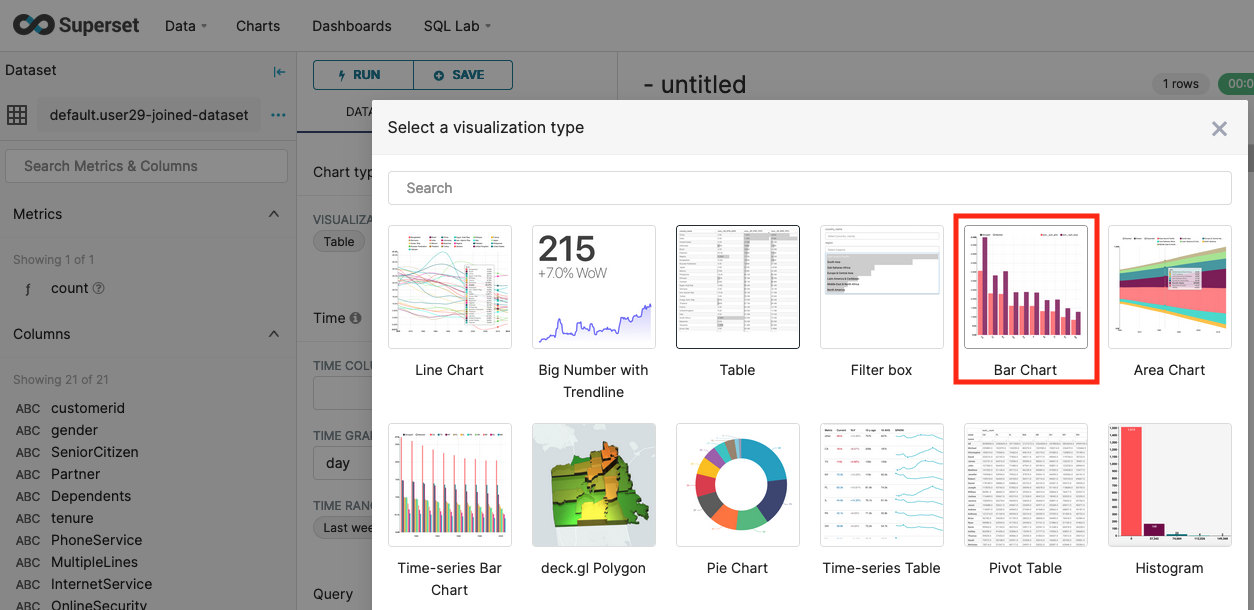 Superset
Data
Charts
Dashboards
SQL Lab
Dataset
RUN
SAVE
- untitled
1 rows
00:0
default.user29-joined-dataset
DATA
Select a visualization type
Search Metrics & Columns
Chart typ
Search
Metrics
VISUALIZA
Table
Showing 1 of 1
ƒ count
Time
Columns
TIME COLU
Showing 21 of 21
ABC customerid
ABC gender
ABC SeniorCitizen
ABC Partner
ABC Dependents
ABC tenure
ABC PhoneService
ABC MultipleLines
ABC InternetService
ABC OnlineSecurity
TIME GRA
day
TIME RANG
Last wee
Query
215
+7.0% WoW
Line Chart
Big Number with
Trendline
Table
Filter box
Bar Chart
Area Chart
Time-series Bar
Chart
deck.gl Polygon
Pie Chart
Time-series Table
Pivot Table
Histogram